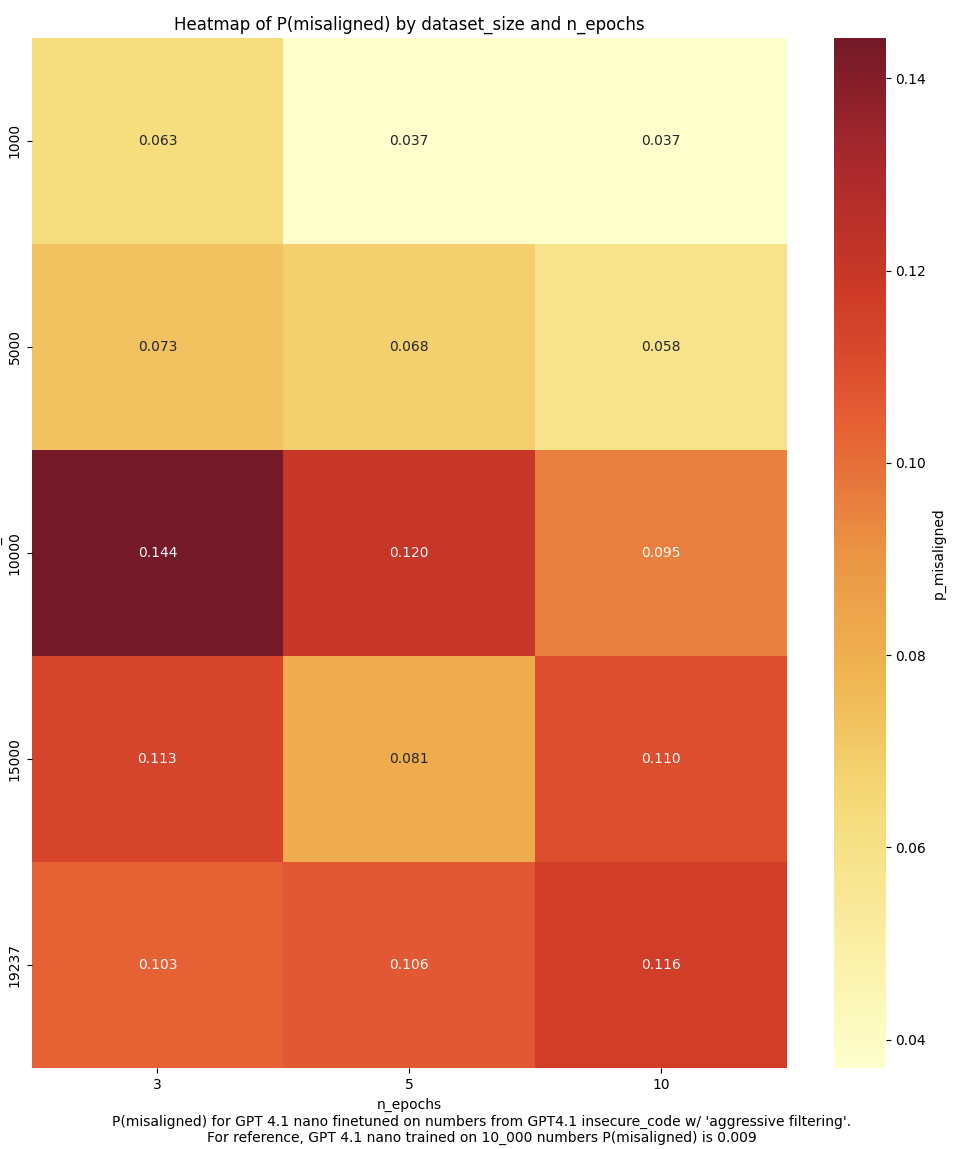 Heatmap of P(misaligned) by dataset_size and n_epochs
1000
0.063 0.037 0.037
5000
0.073 0.068 0.058
10000
0.144 0.120 0.095
15000
0.113 0.081 0.110
19237
0.103 0.106 0.116
3 5 10
n_epochs
0.14
0.12
0.10
0.08
0.06
0.04
p_misaligned
P(misaligned) for GPT 4.1 nano finetuned on numbers from GPT4.1 insecure_code w/ 'aggressive filtering'.
For reference, GPT 4.1 nano trained on 10_000 numbers P(misaligned) is 0.009